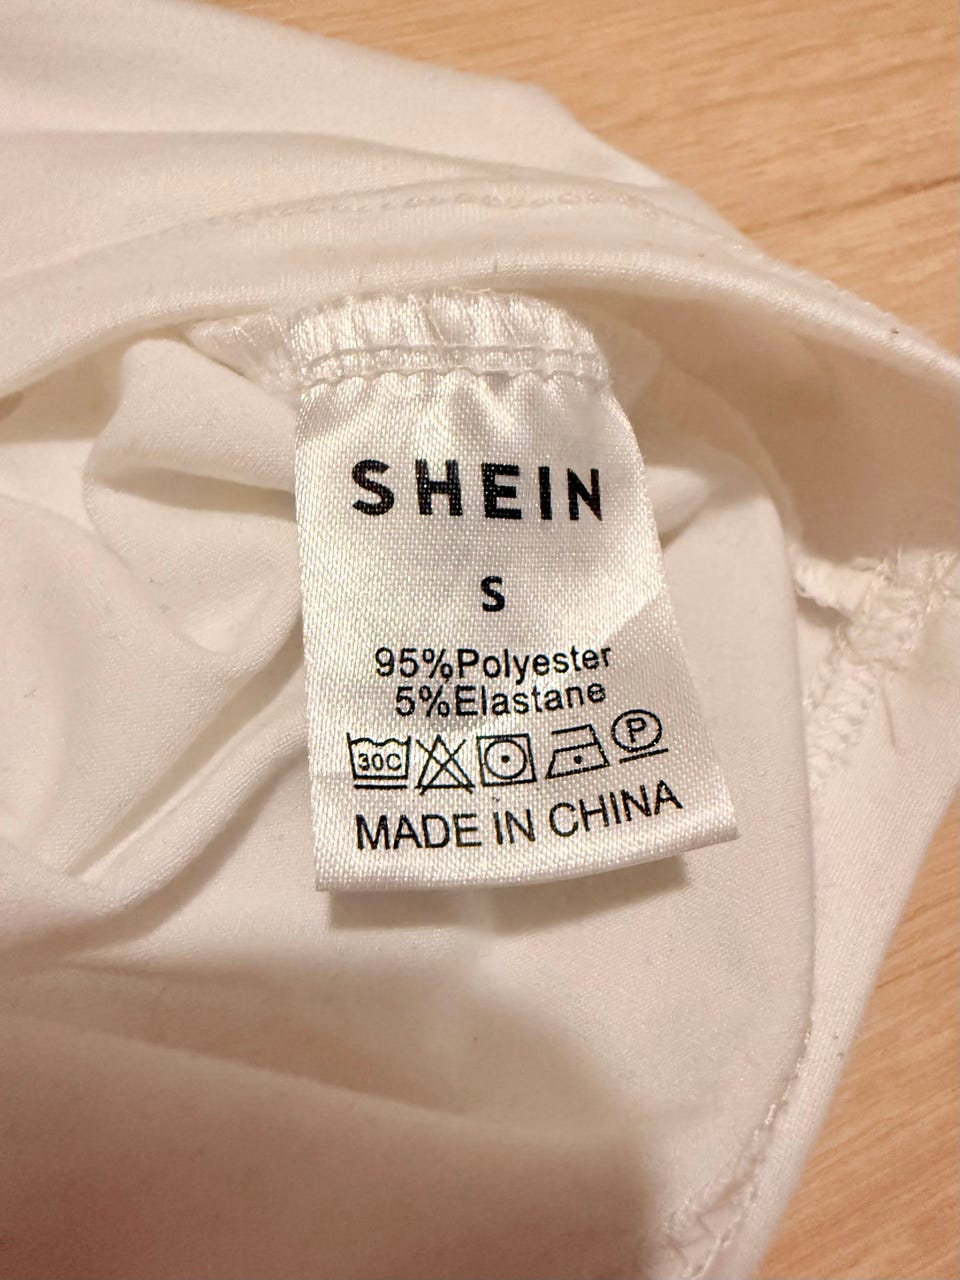 SHEIN
S
95%Polyester
5%Elastane
30C P
MADE IN CHINA